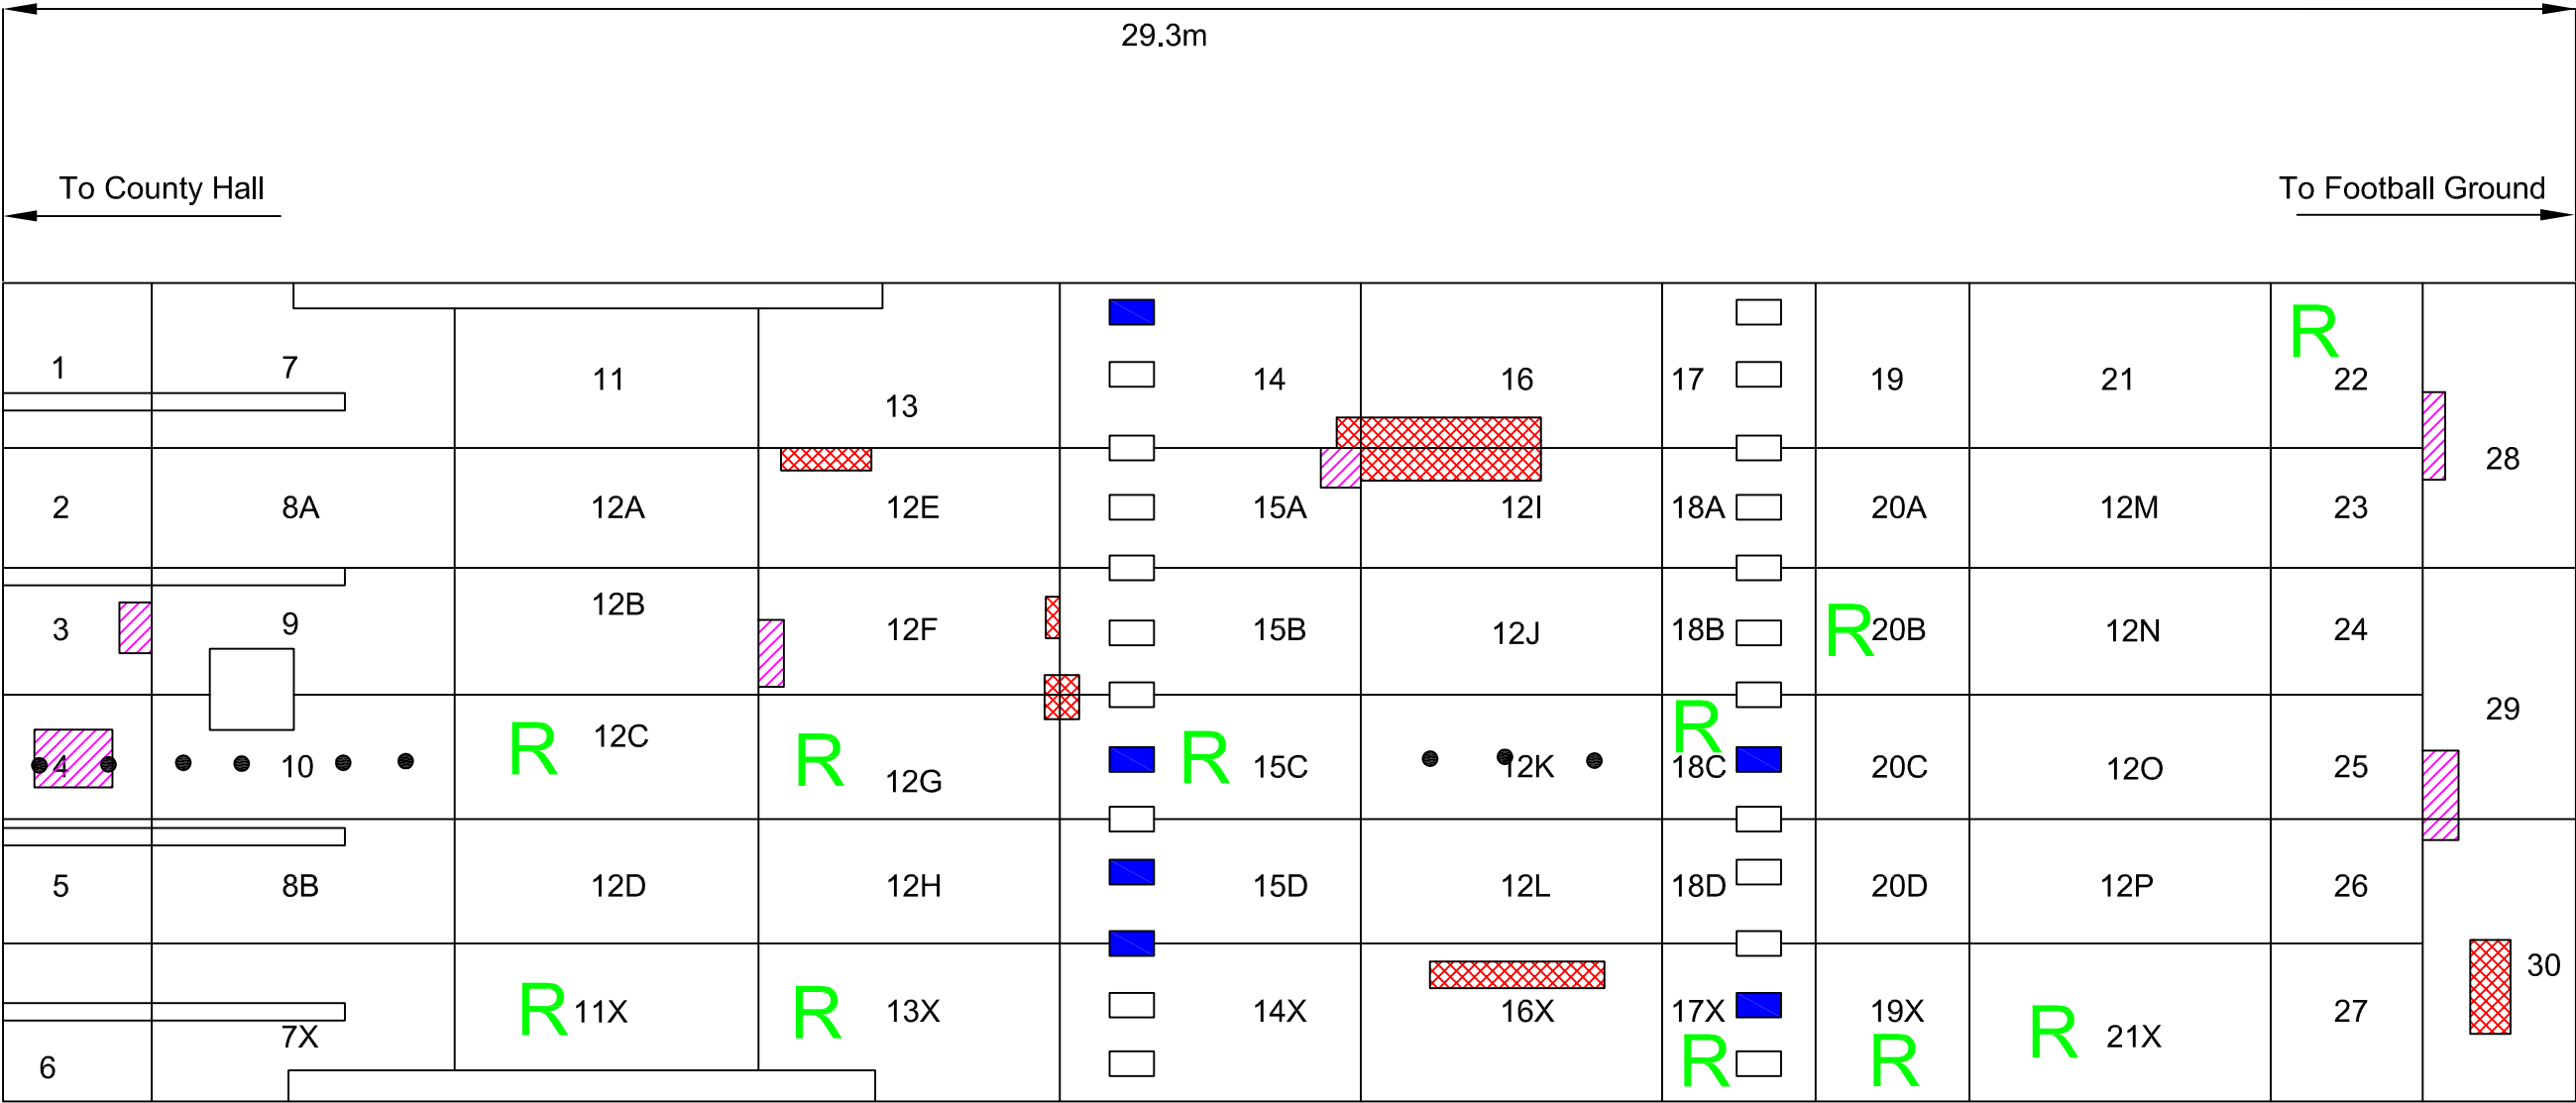 29.3m
To County Hall
To Football Ground
R
1 7 11 13 14 16 17 19 21 22
28
2 8A 12A 12E 15A 12I 18A 20A 12M 23
3 9 12B 12F 15B 12J 18B R 20B 12N 24
29
4 10 R 12C R 12G R 15C 12K R 18C 20C 12O 25
5 8B 12D 12H 15D 12L 18D 20D 12P 26
30
6 7X R 11X R 13X 14X 16X 17X 19X R 21X 27
R R